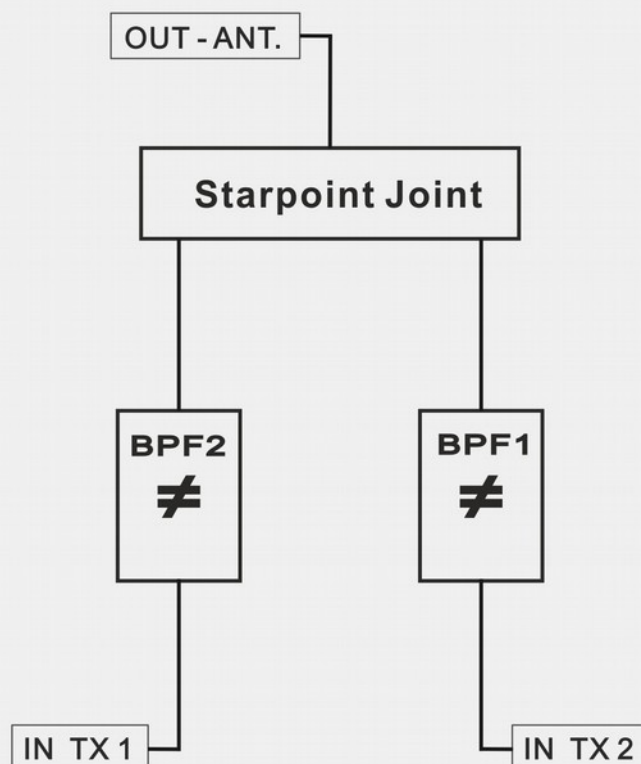 OUT - ANT.
Starpoint Joint
BPF2
≠
BPF1
≠
IN TX 1
IN TX 2